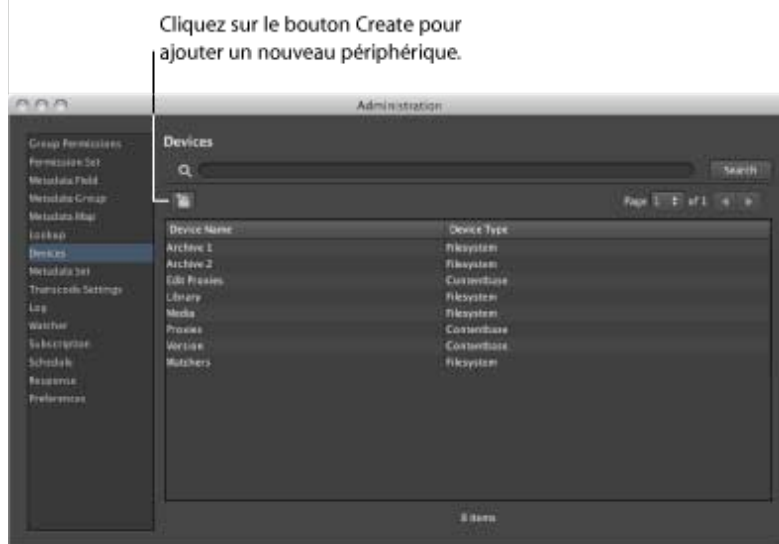 Cliquez sur le bouton Create pour
ajouter un nouveau périphérique.
Administration
Group Permissions
Permission Set
Metadata Field
Metadata Group
Metadata Map
Lookup
Devices
Metadata Set
Transcode Settings
Log
Watcher
Subscription
Schedule
Response
Preferences
Devices
Search
Page 1 of 1
Device Name Device Type
Archive 1 Filesystem
Archive 2 Filesystem
Edit Proxies Contentbase
Library Filesystem
Media Filesystem
Proxies Contentbase
Version Contentbase
Watchers Filesystem
8 items